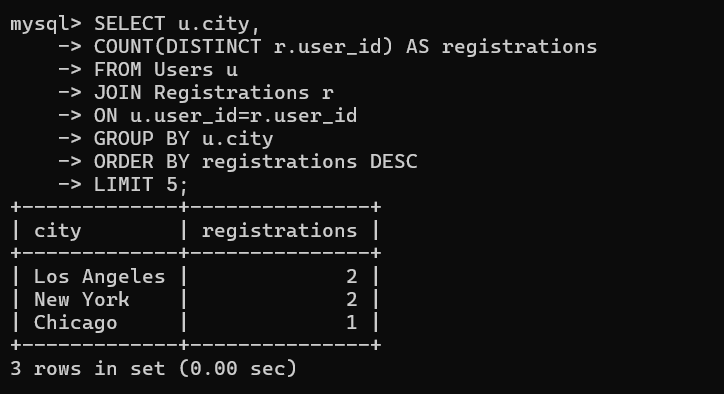 mysql> SELECT u.city,
    -> COUNT(DISTINCT r.user_id) AS registrations
    -> FROM Users u
    -> JOIN Registrations r
    -> ON u.user_id=r.user_id
    -> GROUP BY u.city
    -> ORDER BY registrations DESC
    -> LIMIT 5;
+-------------+---------------+
| city        | registrations |
+-------------+---------------+
| Los Angeles |             2 |
| New York    |             2 |
| Chicago     |             1 |
+-------------+---------------+
3 rows in set (0.00 sec)